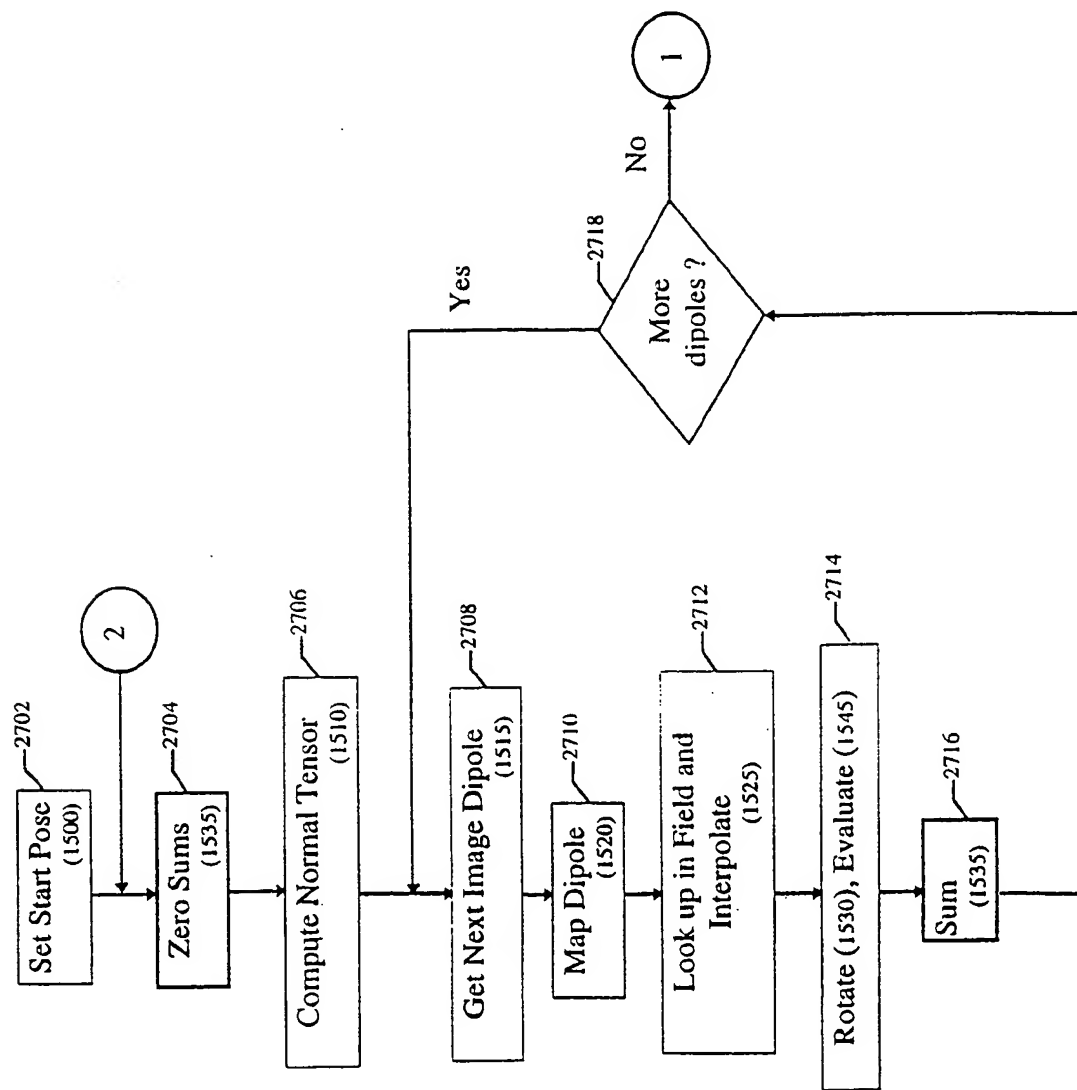 2702
Set Start Pose
(1500)
2
2704
Zero Sums
(1535)
2706
Compute Normal Tensor
(1510)
2708
Get Next Image Dipole
(1515)
2710
Map Dipole
(1520)
2712
Look up in Field and
Interpolate
(1525)
2714
Rotate (1530), Evaluate (1545)
2716
Sum
(1535)
Yes
2718
More
dipoles ?
No
1